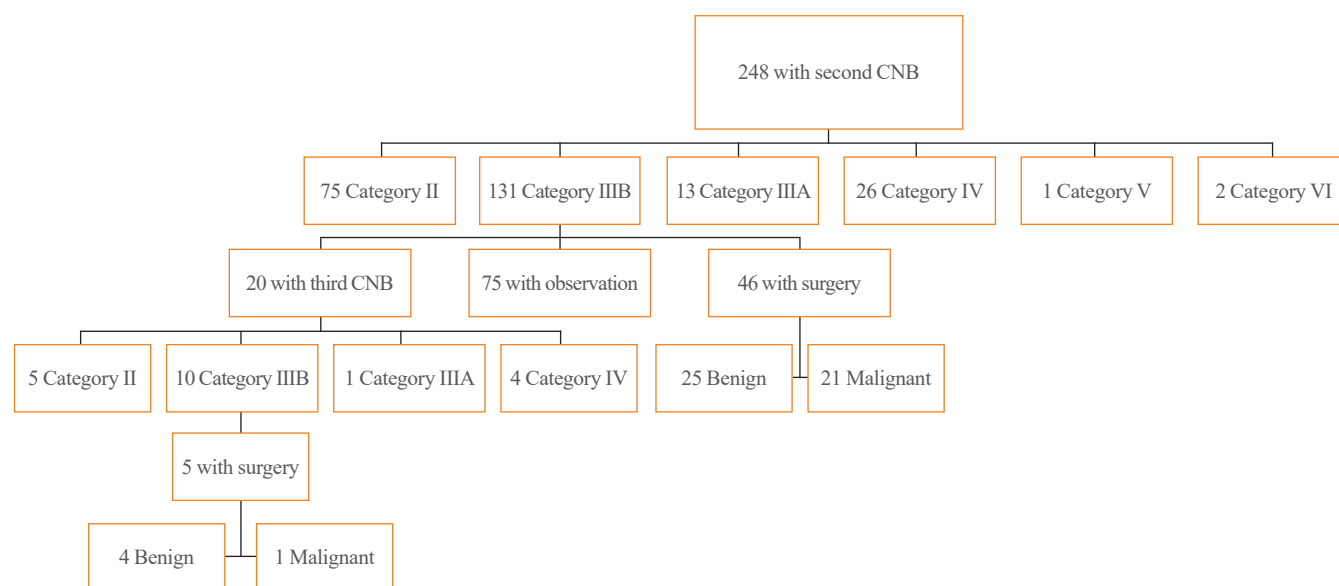 248 with second CNB
75 Category II
131 Category IIIB
13 Category IIIA
26 Category IV
1 Category V
2 Category VI
20 with third CNB
75 with observation
46 with surgery
5 Category II
10 Category IIIB
1 Category IIIA
4 Category IV
25 Benign
21 Malignant
5 with surgery
4 Benign
1 Malignant